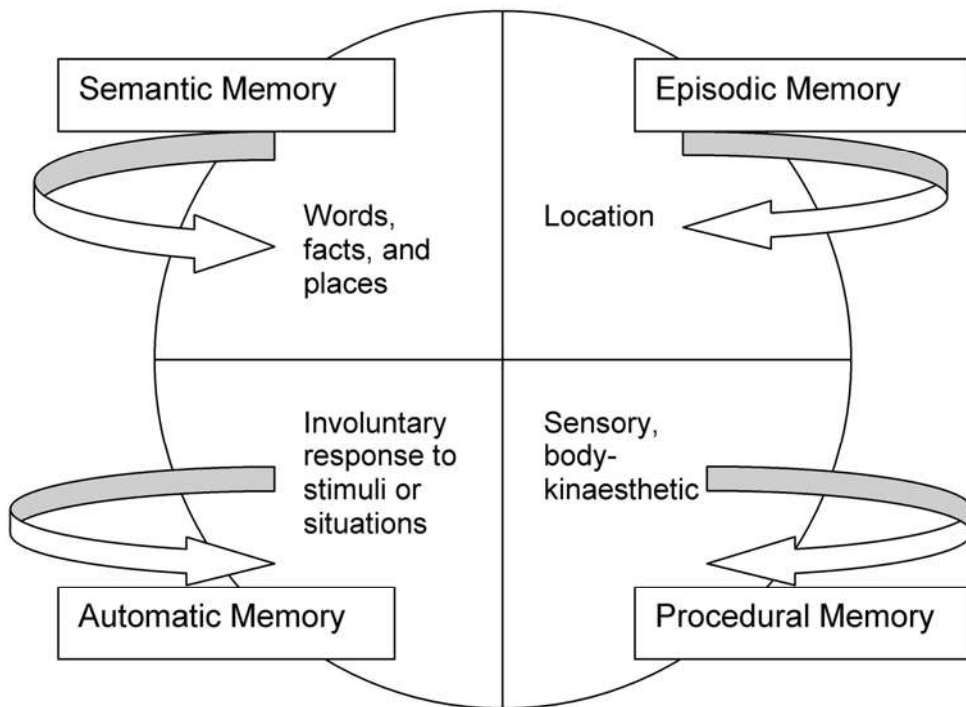 Semantic Memory
Episodic Memory
Words,
facts, and
places
Location
Involuntary
response to
stimuli or
situations
Sensory,
body-
kinaesthetic
Automatic Memory
Procedural Memory